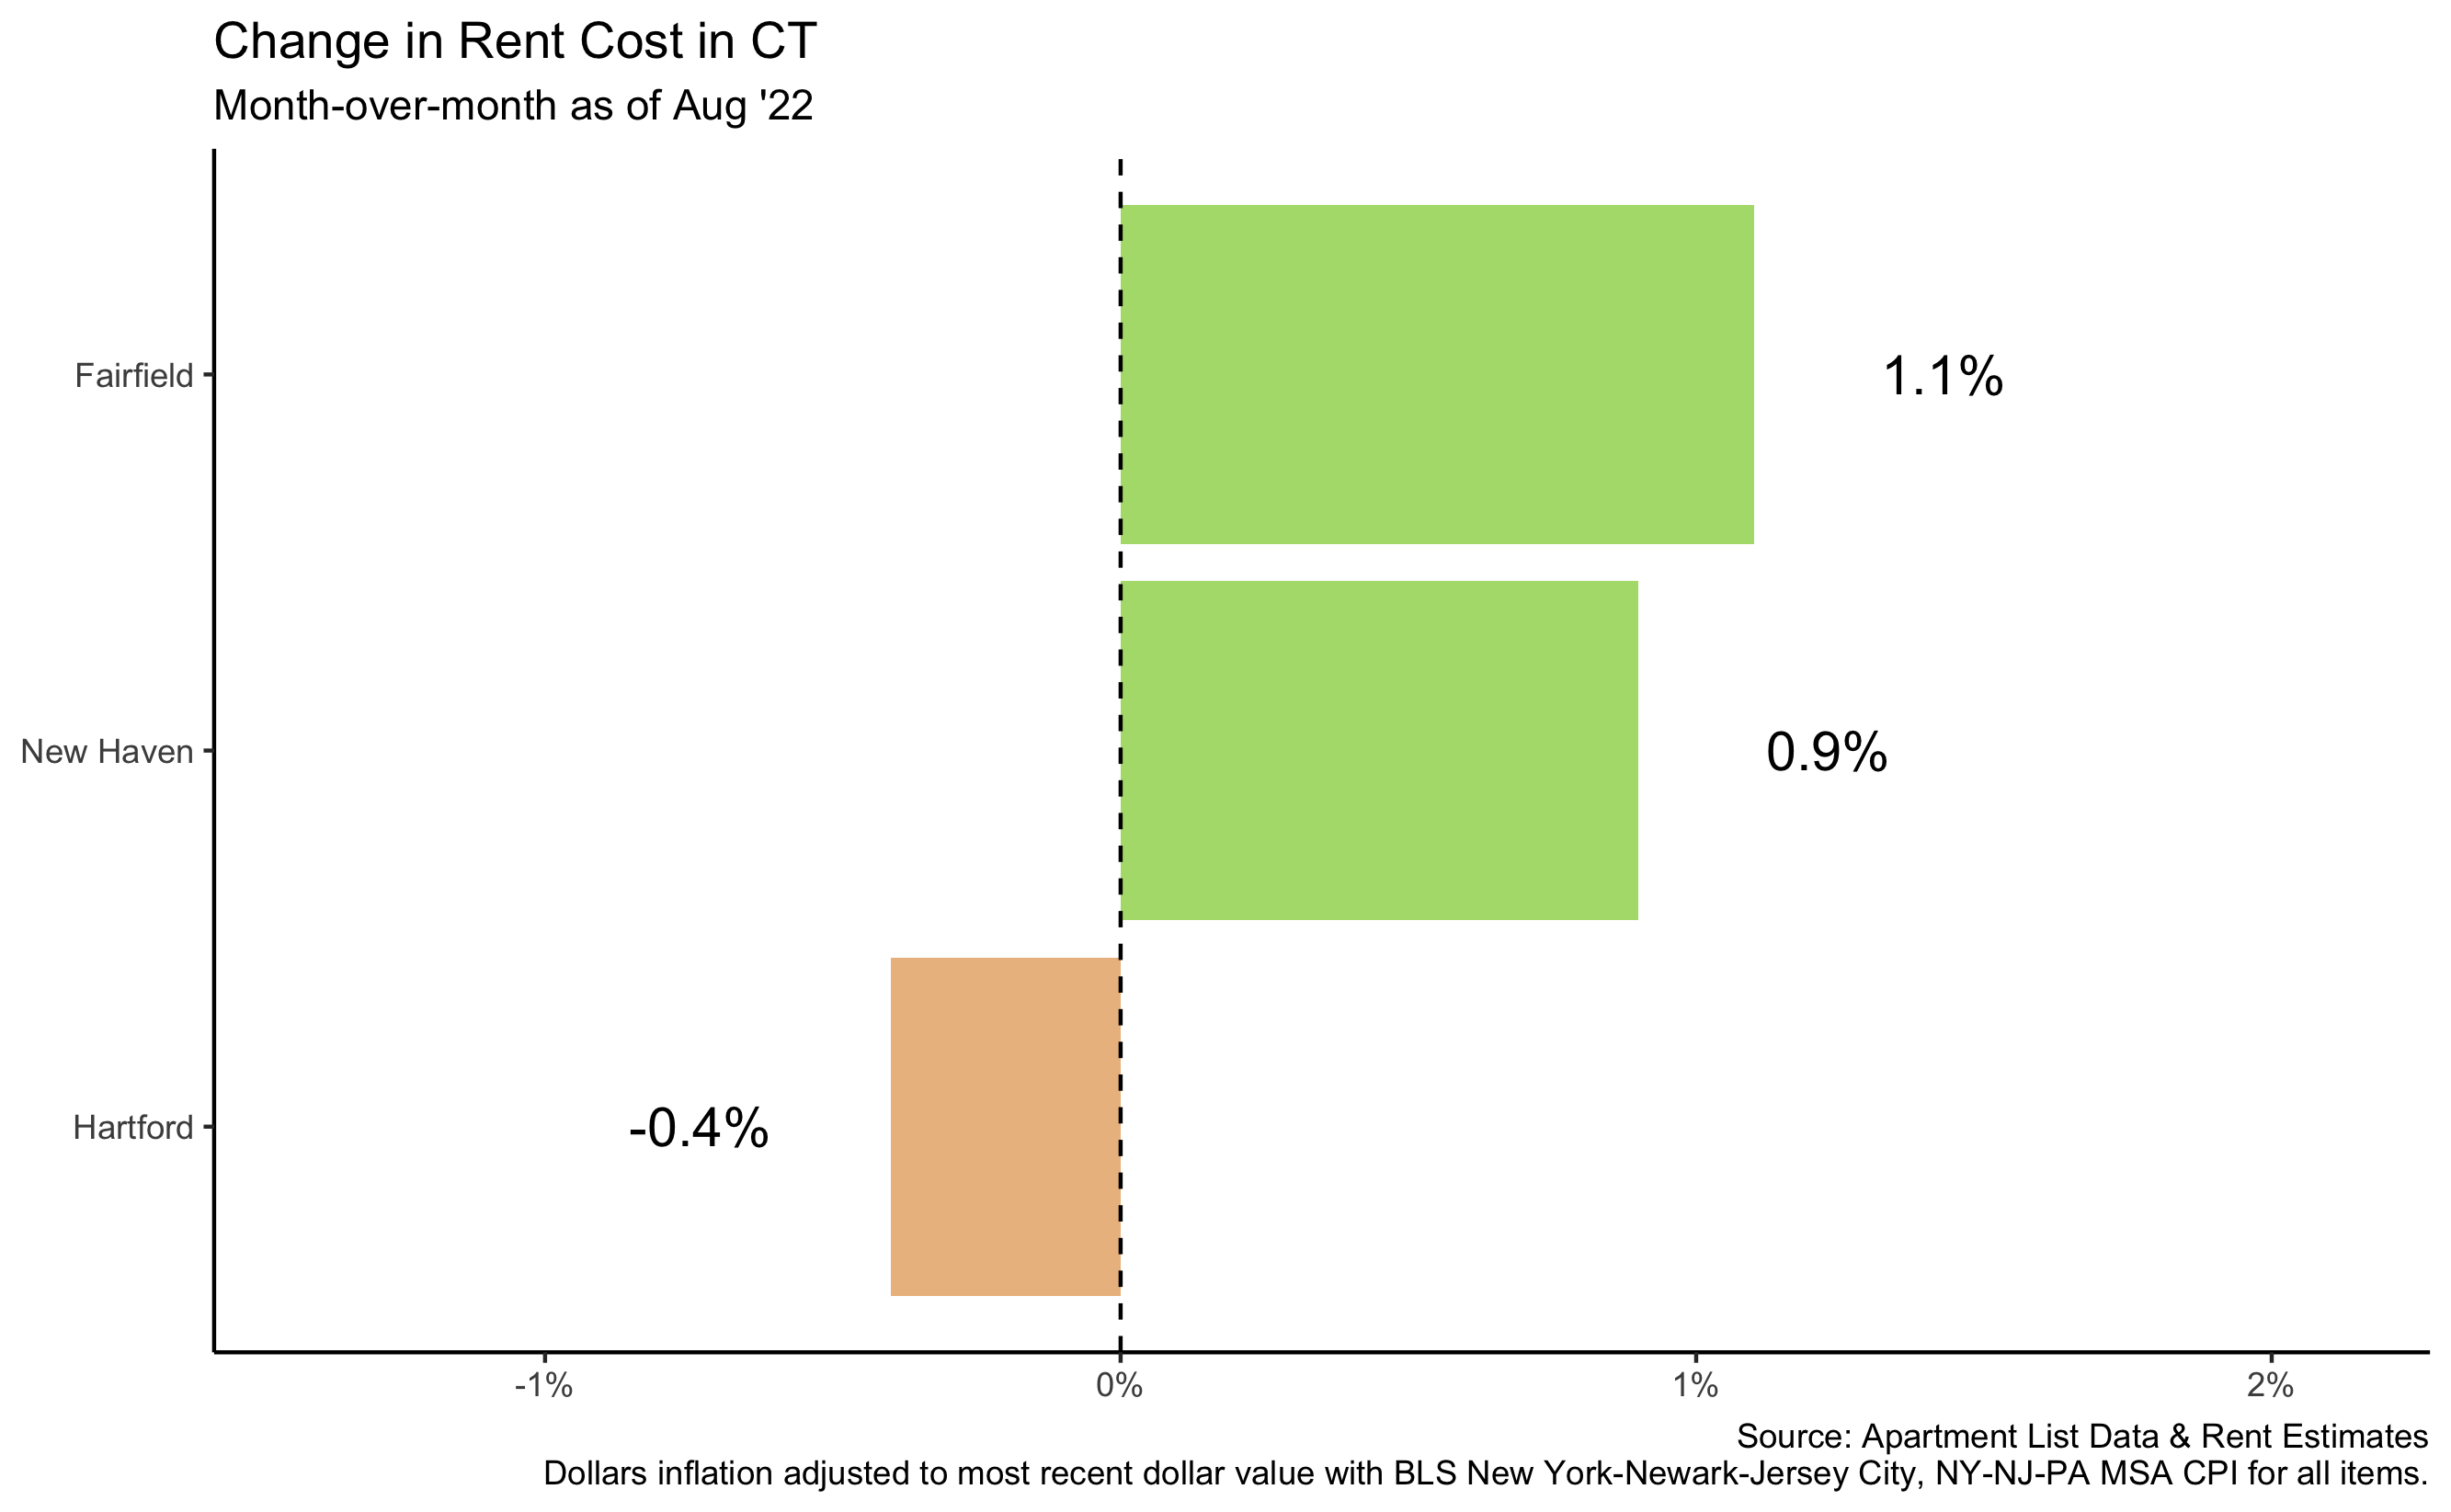 Change in Rent Cost in CT
Month-over-month as of Aug '22
Fairfield
1.1%
New Haven
0.9%
Hartford
-0.4%
-1%
0%
1%
2%
Source: Apartment List Data & Rent Estimates
Dollars inflation adjusted to most recent dollar value with BLS New York-Newark-Jersey City, NY-NJ-PA MSA CPI for all items.